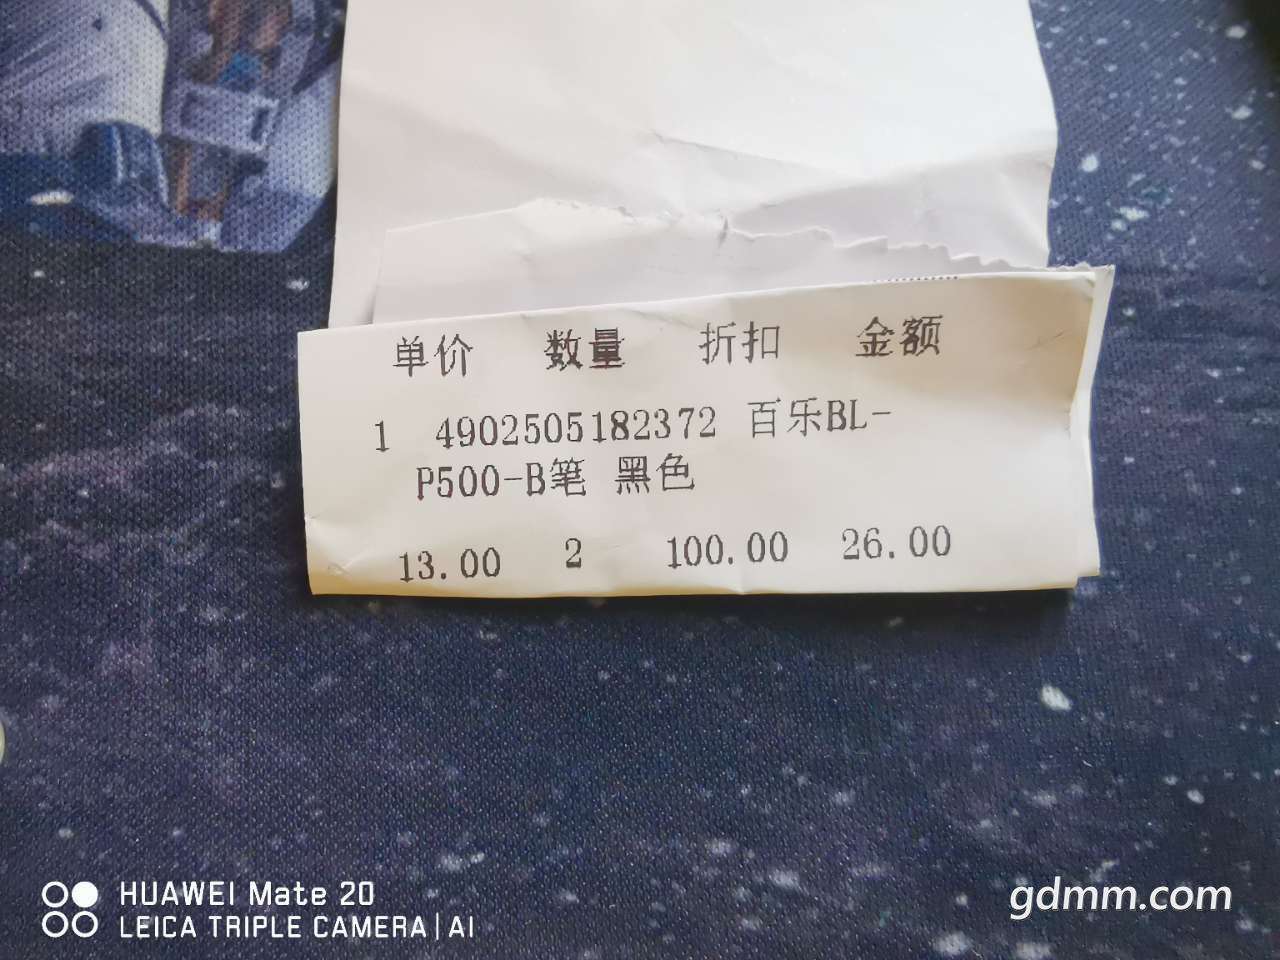 单价 数量 折扣 金额
1 4902505182372 百乐BL-
P500-B笔 黑色
13.00 2 100.00 26.00
HUAWEI Mate 20
LEICA TRIPLE CAMERA | AI
gdmm.com